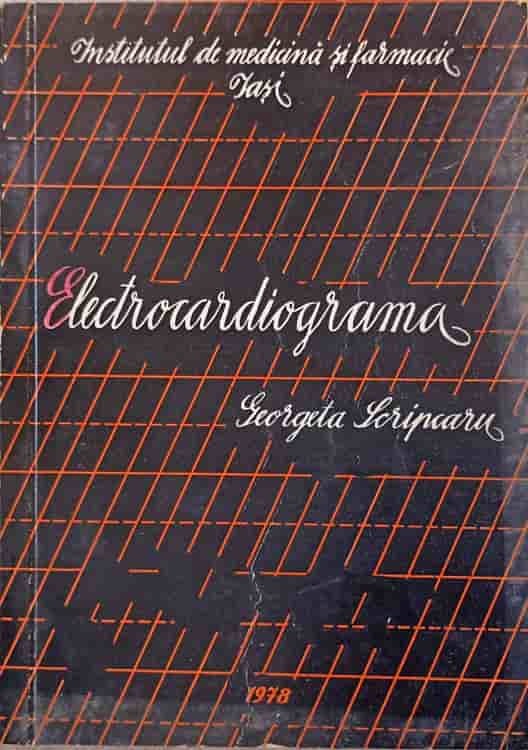 Institutul de medicină și farmacie
Iași
Electrocardiograma
Georgeta Scripcaru
1978